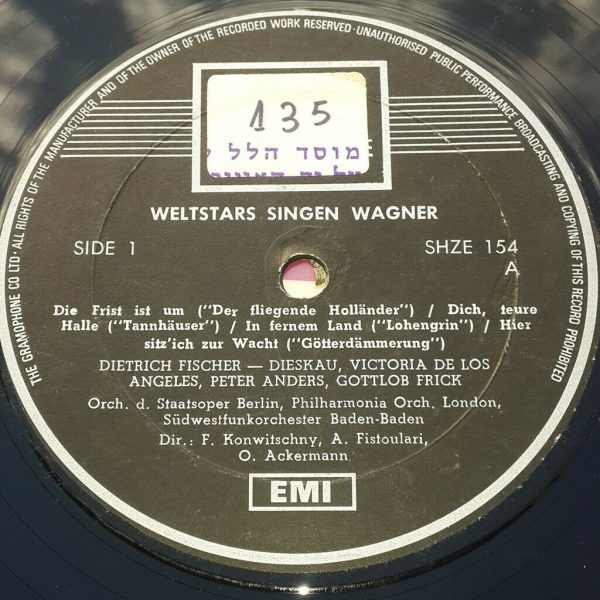 THE GRAMOPHONE CO LTD · ALL RIGHTS OF THE MANUFACTURER AND OF THE OWNER OF THE RECORDED WORK RESERVED · UNAUTHORISED PUBLIC PERFORMANCE BROADCASTING AND COPYING OF THIS RECORD PROHIBITED
135
מוסד הלל
E
WELTSTARS SINGEN WAGNER
SIDE 1
SHZE 154
A
Die Frist ist um ("Der fliegende Holländer") / Dich, teure
Halle ("Tannhäuser") / In fernem Land ("Lohengrin") / Hier
sitz'ich zur Wacht ("Götterdämmerung")
DIETRICH FISCHER — DIESKAU, VICTORIA DE LOS
ANGELES, PETER ANDERS, GOTTLOB FRICK
Orch. d. Staatsoper Berlin, Philharmonia Orch. London,
Südwestfunkorchester Baden-Baden
Dir.: F. Konwitschny, A. Fistoulari,
O. Ackermann
EMI